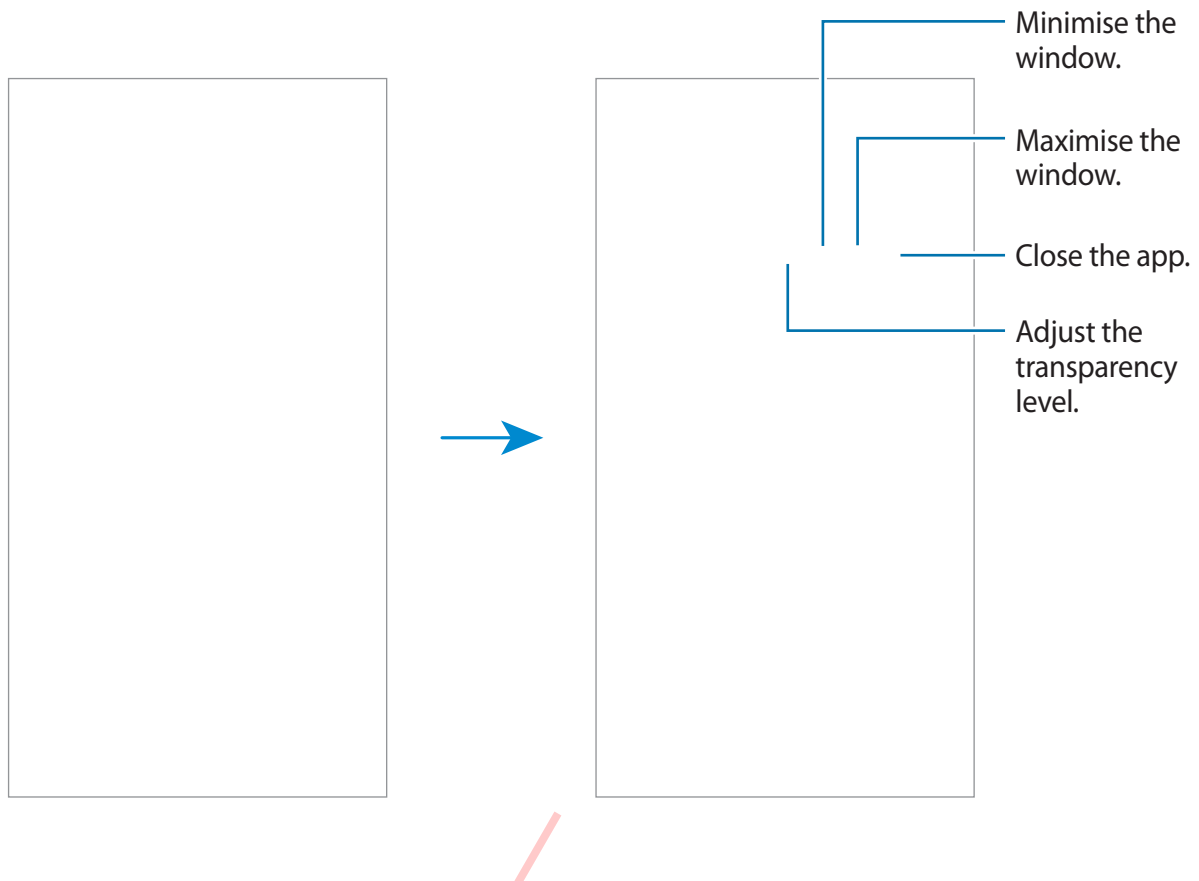 Minimise the
window.
Maximise the
window.
Close the app.
Adjust the
transparency
level.